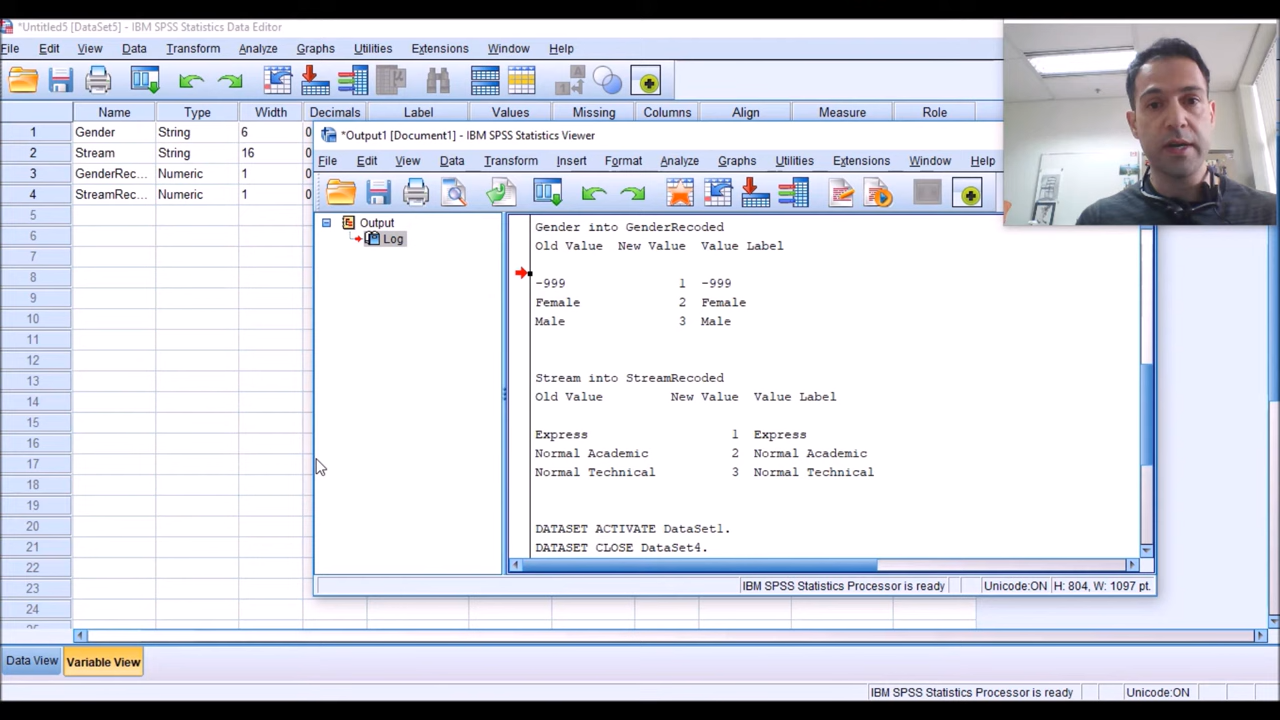 *Untitled5 [DataSet5] - IBM SPSS Statistics Data Editor
File Edit View Data Transform Analyze Graphs Utilities Extensions Window Help
Name Type Width Decimals Label Values Missing Columns Align Measure Role
1 Gender String 6 0
2 Stream String 16 0
3 GenderRec... Numeric 1 0
4 StreamRec... Numeric 1 0
5
6
7
8
9
10
11
12
13
14
15
16
17
18
19
20
21
22
23
24
*Output1 [Document1] - IBM SPSS Statistics Viewer
File Edit View Data Transform Insert Format Analyze Graphs Utilities Extensions Window Help
Output
Log
Gender into GenderRecoded
Old Value New Value Value Label
-999 1 -999
Female 2 Female
Male 3 Male
Stream into StreamRecoded
Old Value New Value Value Label
Express 1 Express
Normal Academic 2 Normal Academic
Normal Technical 3 Normal Technical
DATASET ACTIVATE DataSet1.
DATASET CLOSE DataSet4.
IBM SPSS Statistics Processor is ready Unicode:ON H: 804, W: 1097 pt.
Data View Variable View
IBM SPSS Statistics Processor is ready Unicode:ON